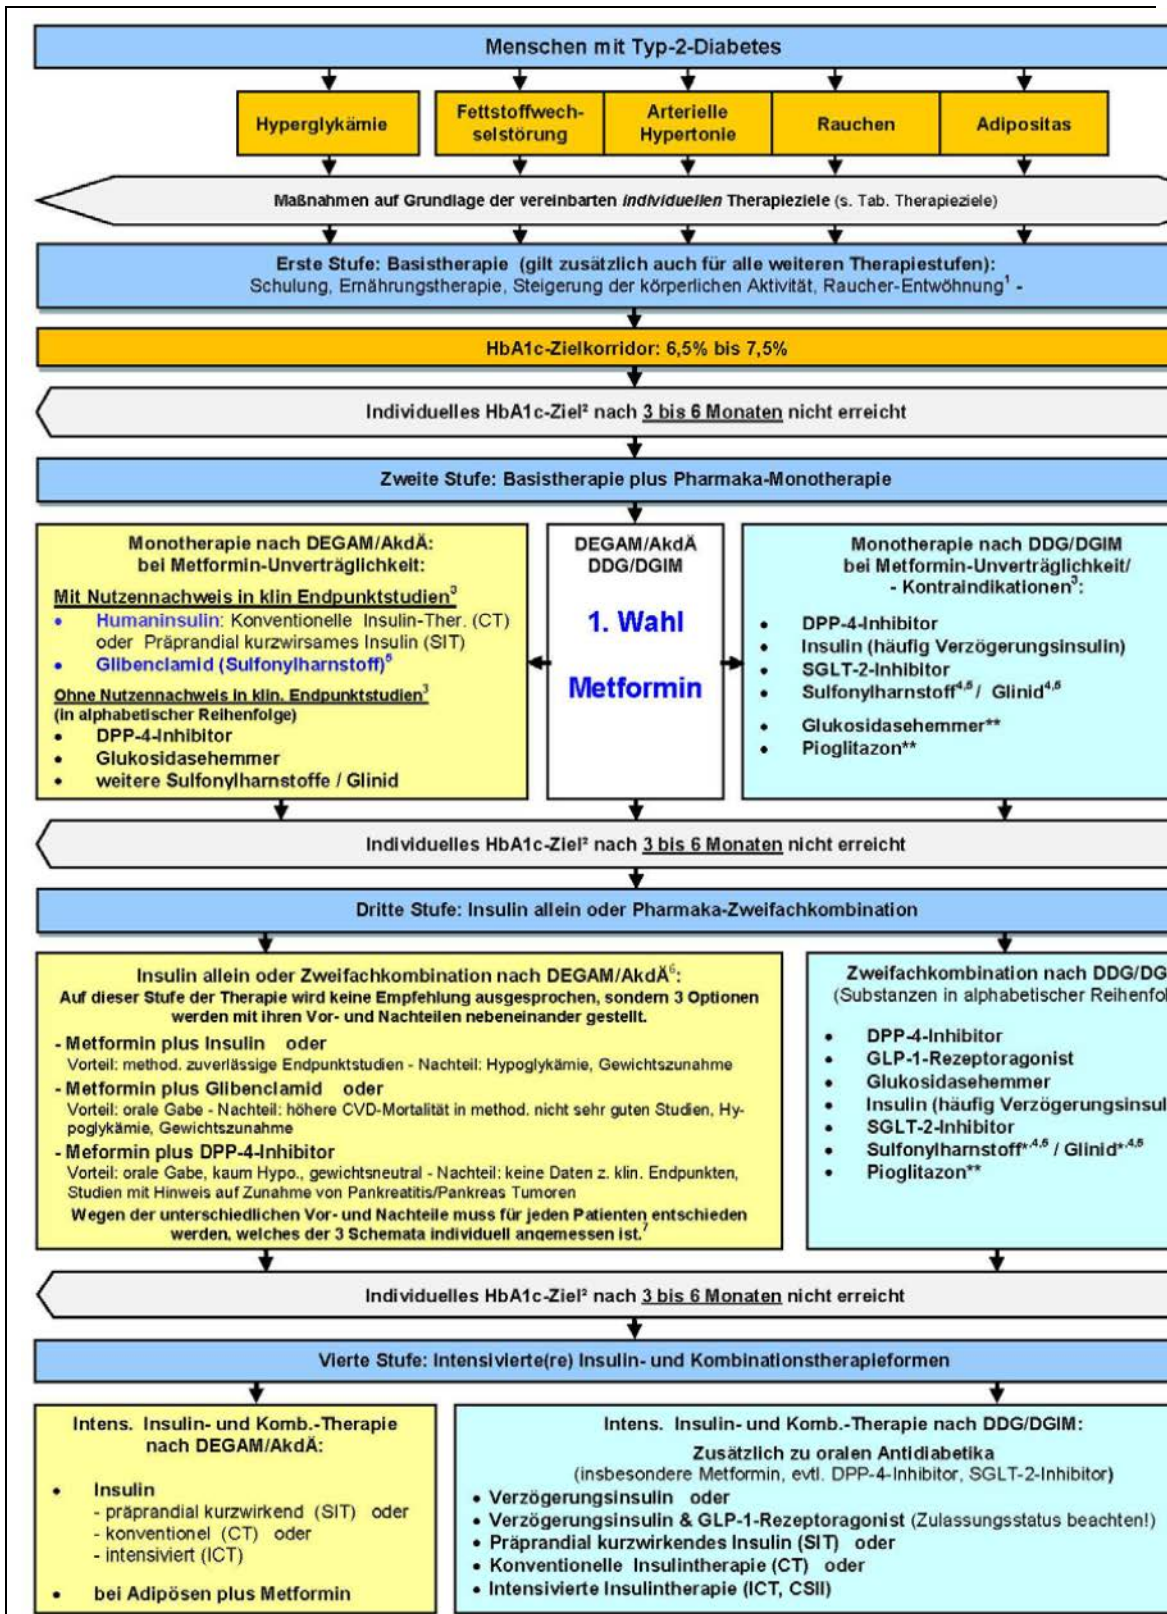 Menschen mit Typ-2-Diabetes
Hyperglykämie
Fettstoffwech-
selstörung
Arterielle
Hypertonie
Rauchen
Adipositas
Maßnahmen auf Grundlage der vereinbarten individuellen Therapieziele (s. Tab. Therapieziele)
Erste Stufe: Basistherapie (gilt zusätzlich auch für alle weiteren Therapiestufen):
Schulung, Ernährungstherapie, Steigerung der körperlichen Aktivität, Raucher-Entwöhnung¹ -
HbA1c-Zielkorridor: 6,5% bis 7,5%
Individuelles HbA1c-Ziel² nach 3 bis 6 Monaten nicht erreicht
Zweite Stufe: Basistherapie plus Pharmaka-Monotherapie
Monotherapie nach DEGAM/AkdÄ:
bei Metformin-Unverträglichkeit:
Mit Nutzennachweis in klin Endpunktstudien³
• Humaninsulin: Konventionelle Insulin-Ther. (CT)
oder Präprandial kurzwirsames Insulin (SIT)
• Glibenclamid (Sulfonylharnstoff)⁵
Ohne Nutzennachweis in klin. Endpunktstudien³
(in alphabetischer Reihenfolge)
• DPP-4-Inhibitor
• Glukosidasehemmer
• weitere Sulfonylharnstoffe / Glinid
DEGAM/AkdÄ
DDG/DGIM
1. Wahl
Metformin
Monotherapie nach DDG/DGIM
bei Metformin-Unverträglichkeit/
- Kontraindikationen³:
• DPP-4-Inhibitor
• Insulin (häufig Verzögerungsinsulin)
• SGLT-2-Inhibitor
• Sulfonylharnstoff⁴,⁵ / Glinid⁴,⁵
• Glukosidasehemmer**
• Pioglitazon**
Individuelles HbA1c-Ziel² nach 3 bis 6 Monaten nicht erreicht
Dritte Stufe: Insulin allein oder Pharmaka-Zweifachkombination
Insulin allein oder Zweifachkombination nach DEGAM/AkdÄ⁶:
Auf dieser Stufe der Therapie wird keine Empfehlung ausgesprochen, sondern 3 Optionen
werden mit ihren Vor- und Nachteilen nebeneinander gestellt.
- Metformin plus Insulin oder
Vorteil: method. zuverlässige Endpunktstudien - Nachteil: Hypoglykämie, Gewichtszunahme
- Metformin plus Glibenclamid oder
Vorteil: orale Gabe - Nachteil: höhere CVD-Mortalität in method. nicht sehr guten Studien, Hy-
poglykämie, Gewichtszunahme
- Meformin plus DPP-4-Inhibitor
Vorteil: orale Gabe, kaum Hypo., gewichtsneutral - Nachteil: keine Daten z. klin. Endpunkten,
Studien mit Hinweis auf Zunahme von Pankreatitis/Pankreas Tumoren
Wegen der unterschiedlichen Vor- und Nachteile muss für jeden Patienten entschieden
werden, welches der 3 Schemata individuell angemessen ist.⁷
Zweifachkombination nach DDG/DG
(Substanzen in alphabetischer Reihenfol
• DPP-4-Inhibitor
• GLP-1-Rezeptoragonist
• Glukosidasehemmer
• Insulin (häufig Verzögerungsinsul
• SGLT-2-Inhibitor
• Sulfonylharnstoff*,⁴,⁵ / Glinid*,⁴,⁵
• Pioglitazon**
Individuelles HbA1c-Ziel² nach 3 bis 6 Monaten nicht erreicht
Vierte Stufe: Intensivierte(re) Insulin- und Kombinationstherapieformen
Intens. Insulin- und Komb.-Therapie
nach DEGAM/AkdÄ:
• Insulin
- präprandial kurzwirkend (SIT) oder
- konventionel (CT) oder
- intensiviert (ICT)
• bei Adipösen plus Metformin
Intens. Insulin- und Komb.-Therapie nach DDG/DGIM:
Zusätzlich zu oralen Antidiabetika
(insbesondere Metformin, evtl. DPP-4-Inhibitor, SGLT-2-Inhibitor)
• Verzögerungsinsulin oder
• Verzögerungsinsulin & GLP-1-Rezeptoragonist (Zulassungsstatus beachten!)
• Präprandial kurzwirkendes Insulin (SIT) oder
• Konventionelle Insulintherapie (CT) oder
• Intensivierte Insulintherapie (ICT, CSII)